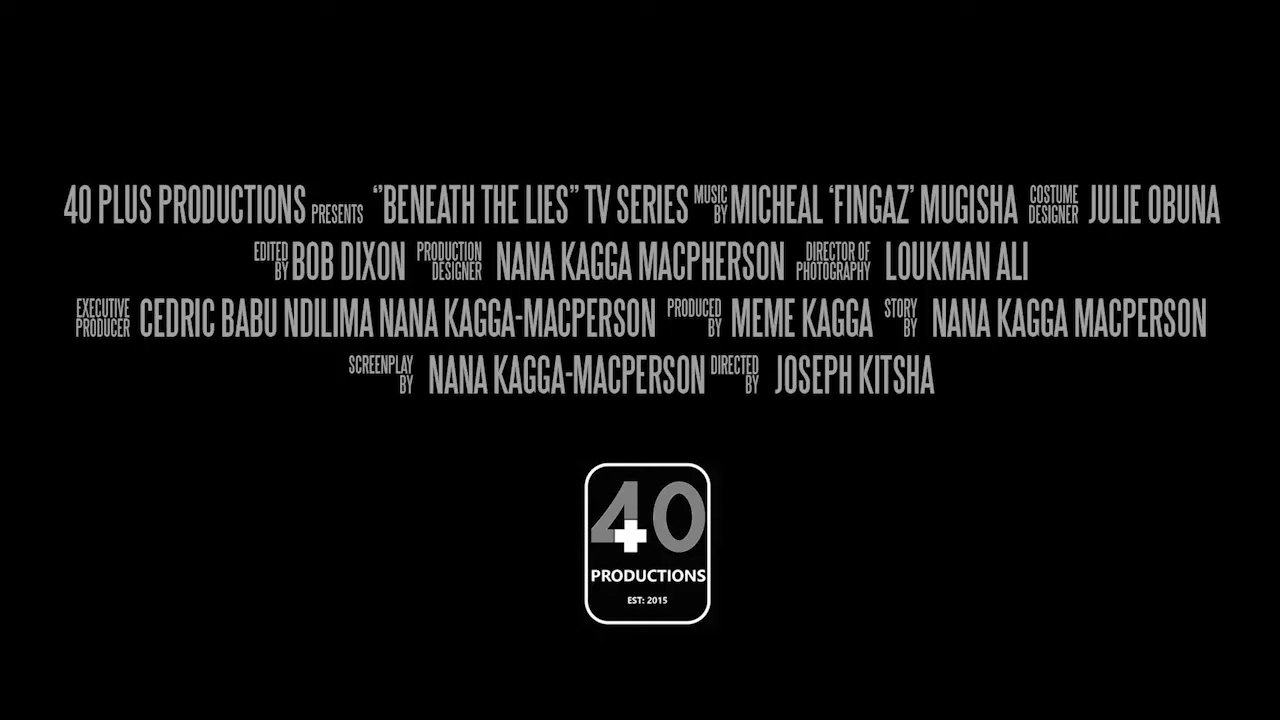 40 PLUS PRODUCTIONS PRESENTS “BENEATH THE LIES” TV SERIES MUSIC BY MICHEAL ‘FINGAZ’ MUGISHA COSTUME DESIGNER JULIE OBUNA
EDITED BY BOB DIXON PRODUCTION DESIGNER NANA KAGGA MACPHERSON DIRECTOR OF PHOTOGRAPHY LOUKMAN ALI
EXECUTIVE PRODUCER CEDRIC BABU NDILIMA NANA KAGGA-MACPERSON PRODUCED BY MEME KAGGA STORY BY NANA KAGGA MACPERSON
SCREENPLAY BY NANA KAGGA-MACPERSON DIRECTED BY JOSEPH KITSHA
40
PRODUCTIONS
EST: 2015